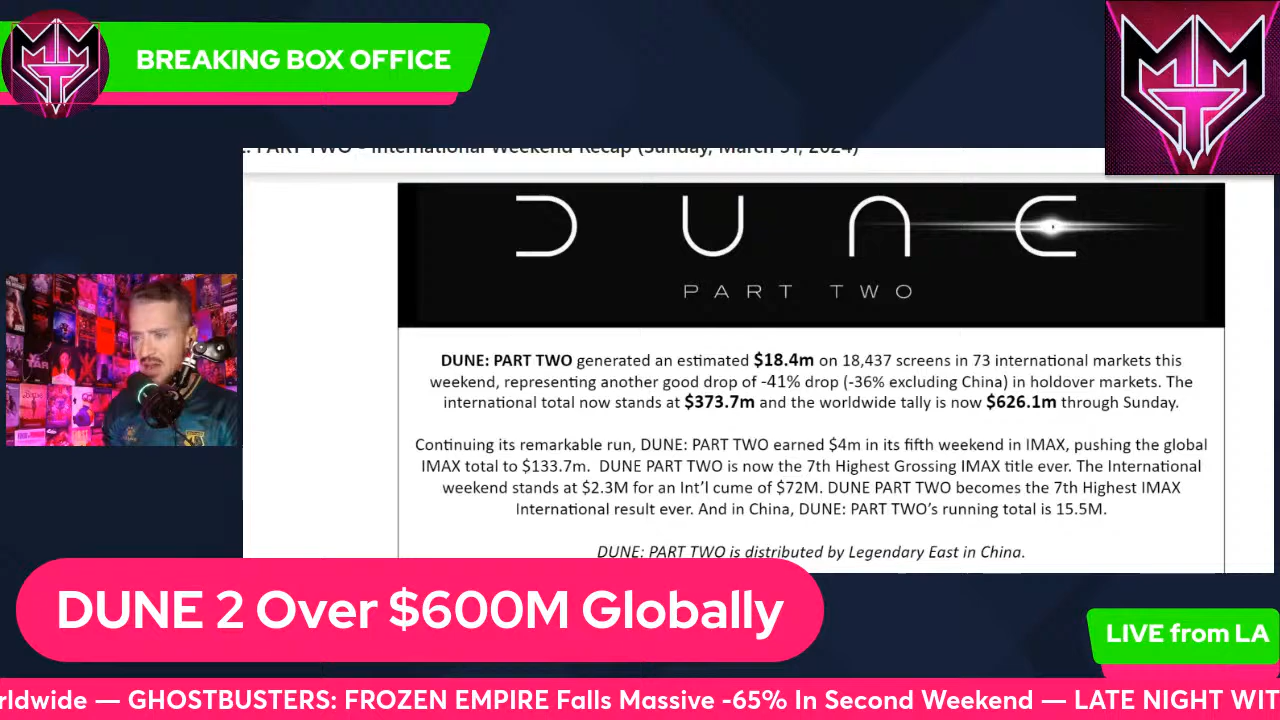 BREAKING BOX OFFICE
: PART TWO - International Weekend Recap (Sunday, March 31, 2024)
DUNE
PART TWO
DUNE: PART TWO generated an estimated $18.4m on 18,437 screens in 73 international markets this
weekend, representing another good drop of -41% drop (-36% excluding China) in holdover markets. The
international total now stands at $373.7m and the worldwide tally is now $626.1m through Sunday.
Continuing its remarkable run, DUNE: PART TWO earned $4m in its fifth weekend in IMAX, pushing the global
IMAX total to $133.7m. DUNE PART TWO is now the 7th Highest Grossing IMAX title ever. The International
weekend stands at $2.3M for an Int'l cume of $72M. DUNE PART TWO becomes the 7th Highest IMAX
International result ever. And in China, DUNE: PART TWO's running total is 15.5M.
DUNE: PART TWO is distributed by Legendary East in China.
DUNE 2 Over $600M Globally
LIVE from LA
rldwide — GHOSTBUSTERS: FROZEN EMPIRE Falls Massive -65% In Second Weekend — LATE NIGHT WIT